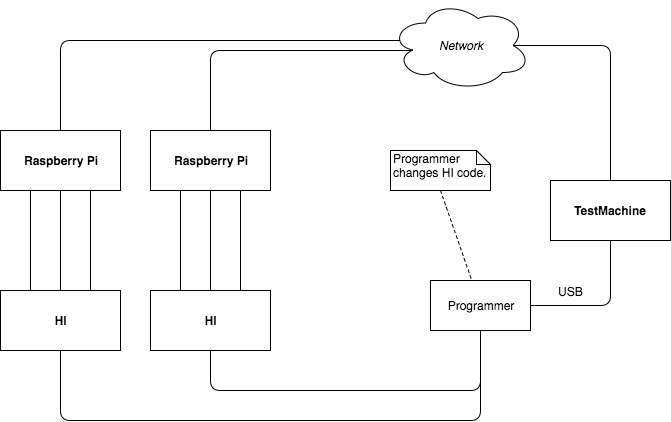 Network
Raspberry Pi
Raspberry Pi
Programmer
changes HI code.
TestMachine
USB
Programmer
HI
HI